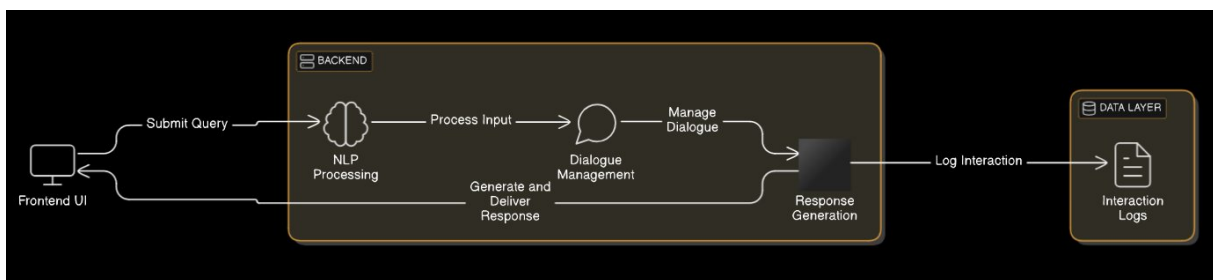 BACKEND
Submit Query
NLP
Processing
Process Input
Dialogue
Management
Manage
Dialogue
Generate and
Deliver
Response
Response
Generation
Frontend UI
Log Interaction
DATA LAYER
Interaction
Logs